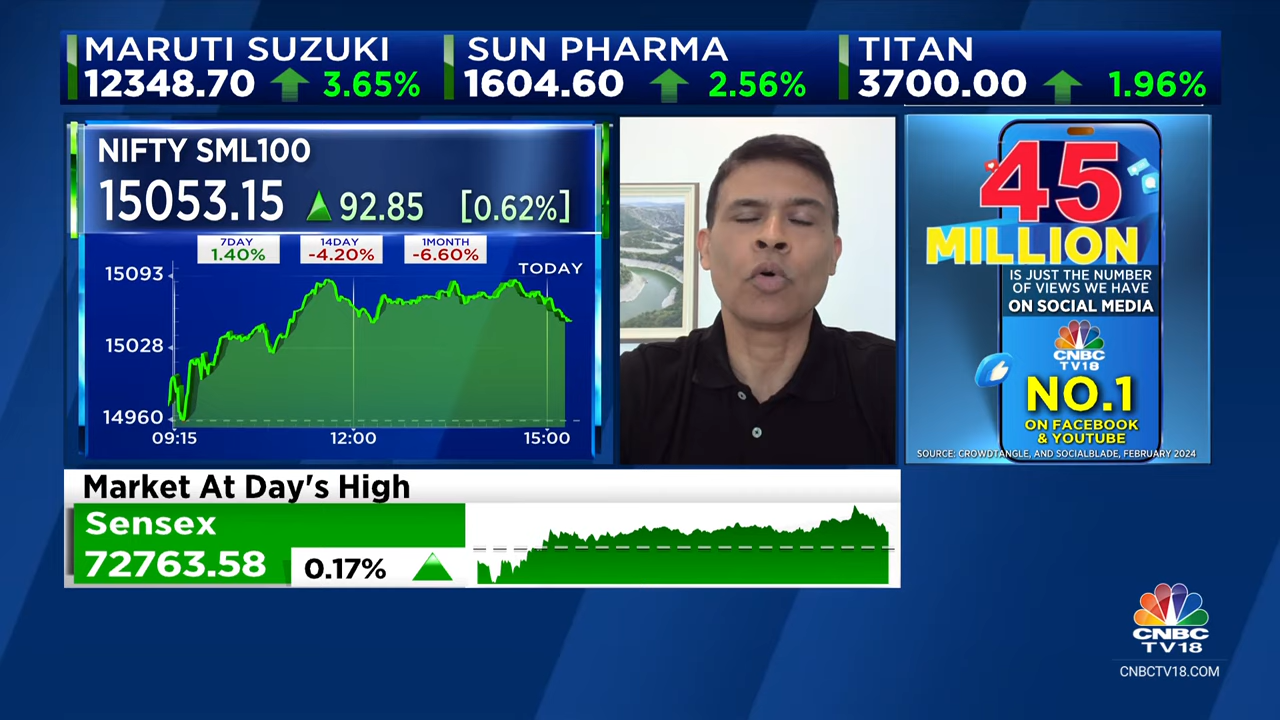 MARUTI SUZUKI
12348.70 3.65%
SUN PHARMA
1604.60 2.56%
TITAN
3700.00 1.96%
NIFTY SML100
15053.15 92.85 [0.62%]
7DAY
1.40%
14DAY
-4.20%
1MONTH
-6.60%
TODAY
15093
15028
14960
09:15 12:00 15:00
45
MILLION
IS JUST THE NUMBER
OF VIEWS WE HAVE
ON SOCIAL MEDIA
CNBC
TV18
NO.1
ON FACEBOOK
& YOUTUBE
SOURCE: CROWDTANGLE, AND SOCIALBLADE, FEBRUARY 2024
Market At Day's High
Sensex
72763.58 0.17%
CNBC
TV18
CNBCTV18.COM